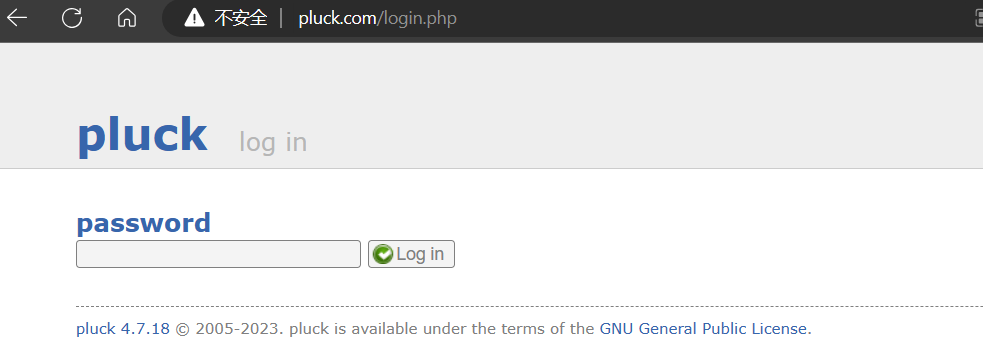 不安全 pluck.com/login.php
pluck log in
password
Log in
pluck 4.7.18 © 2005-2023. pluck is available under the terms of the GNU General Public License.